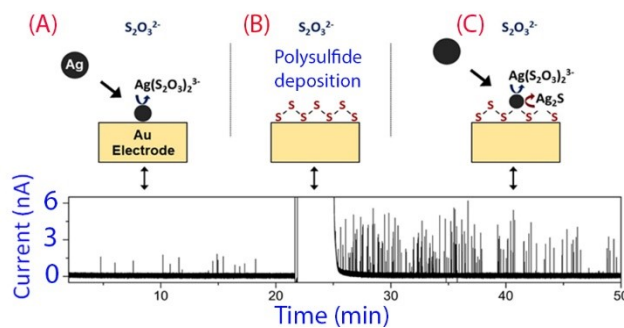 (A)
S₂O₃²⁻
(B)
S₂O₃²⁻
(C)
S₂O₃²⁻
Ag
Ag(S₂O₃)₂³⁻
Au
Electrode
Polysulfide
deposition
S S S
S S S S
Ag(S₂O₃)₂³⁻
Ag₂S
S S S
S S S S
Current (nA)
6
3
0
10 20 30 40 50
Time (min)